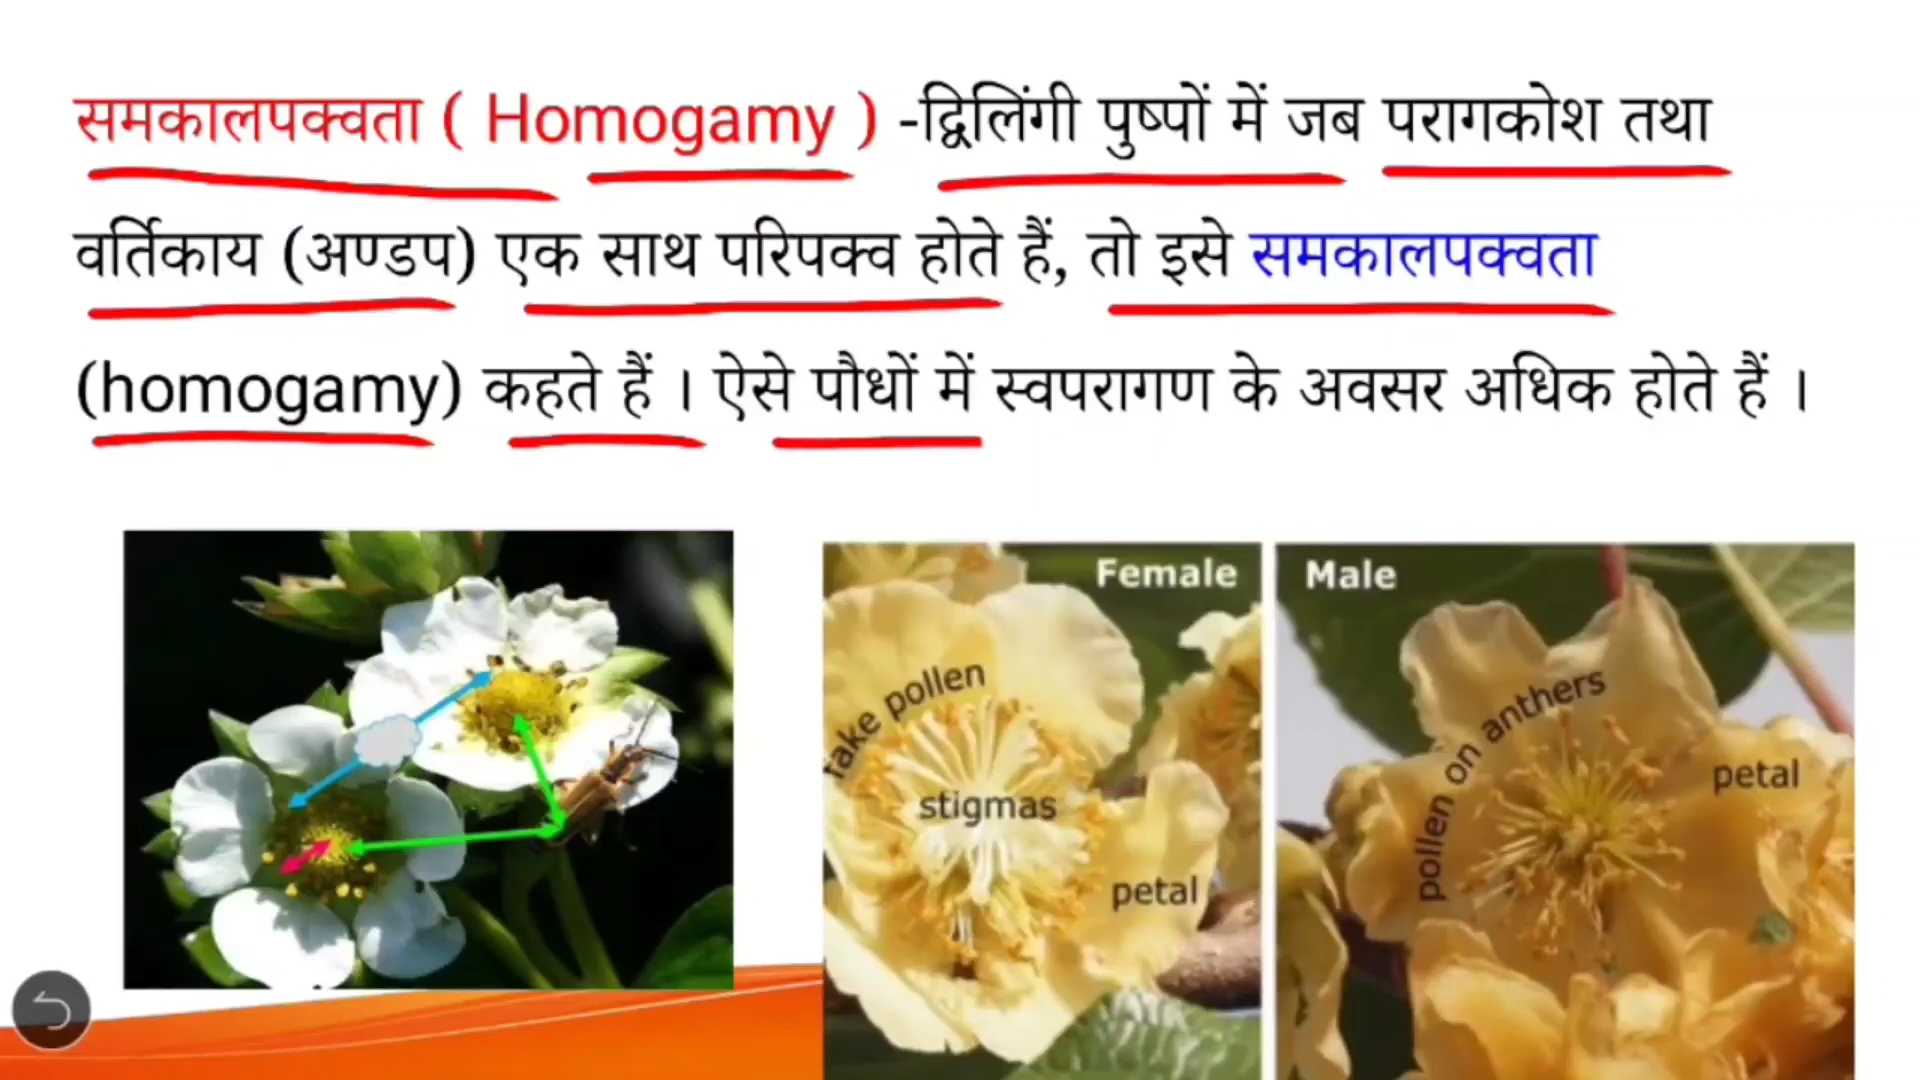 समकालपक्वता ( Homogamy ) -द्विलिंगी पुष्पों में जब परागकोश तथा
वर्तिकाय (अण्डप) एक साथ परिपक्व होते हैं, तो इसे समकालपक्वता
(homogamy) कहते हैं । ऐसे पौधों में स्वपरागण के अवसर अधिक होते हैं ।
Female
fake pollen
stigmas
petal
Male
pollen on anthers
petal